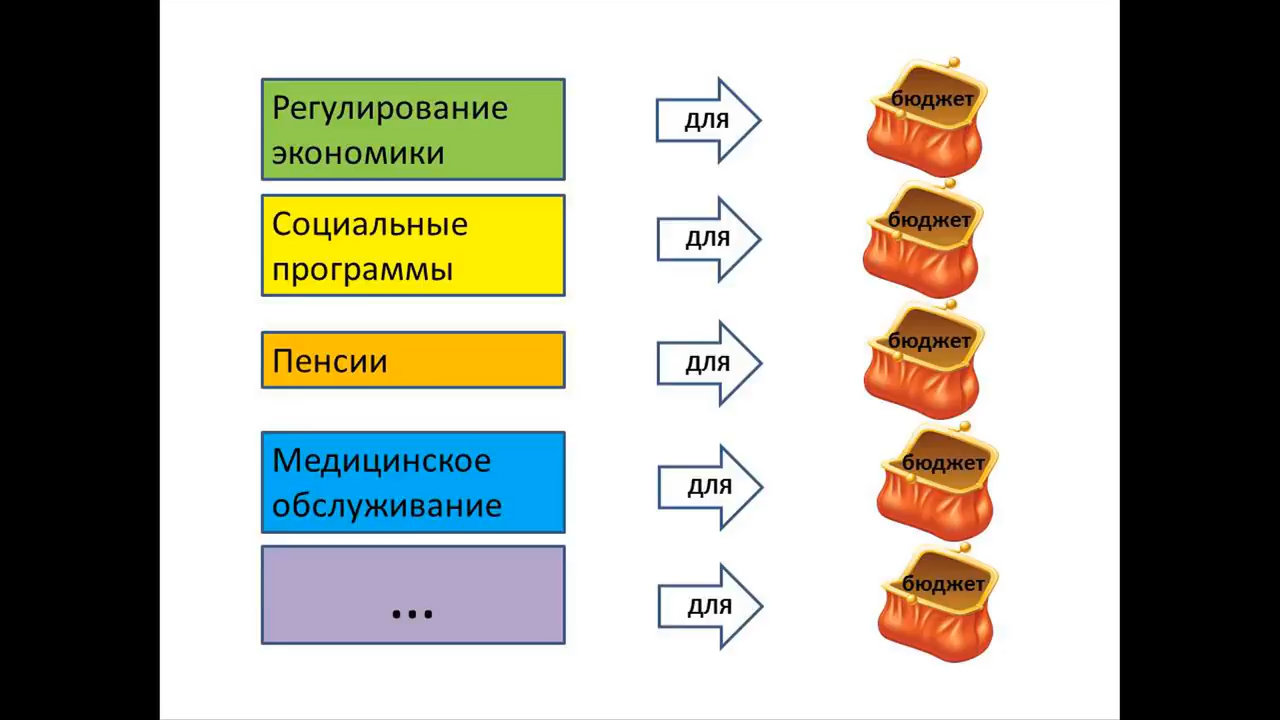 Регулирование
экономики
для
бюджет
Социальные
программы
для
бюджет
Пенсии
для
бюджет
Медицинское
обслуживание
для
бюджет
...
для
бюджет